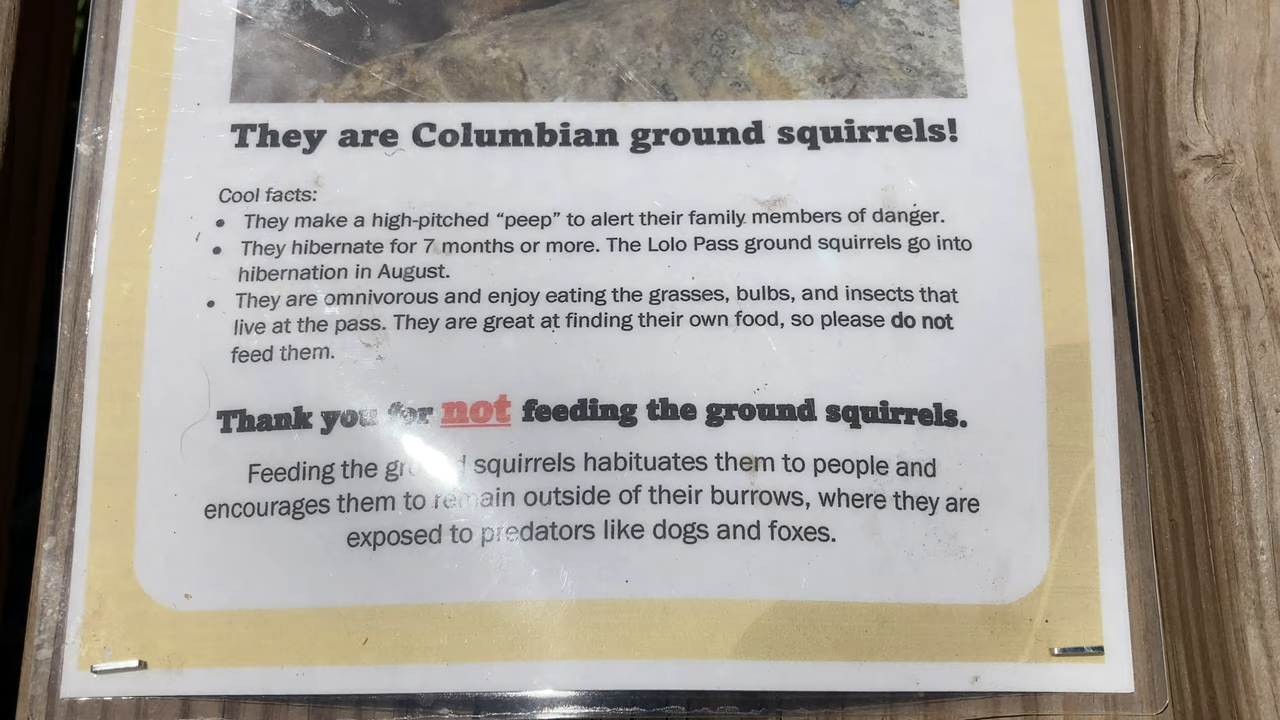 They are Columbian ground squirrels!
Cool facts:
• They make a high-pitched “peep” to alert their family members of danger.
• They hibernate for 7 months or more. The Lolo Pass ground squirrels go into
hibernation in August.
• They are omnivorous and enjoy eating the grasses, bulbs, and insects that
live at the pass. They are great at finding their own food, so please do not
feed them.
Thank you for not feeding the ground squirrels.
Feeding the ground squirrels habituates them to people and
encourages them to remain outside of their burrows, where they are
exposed to predators like dogs and foxes.